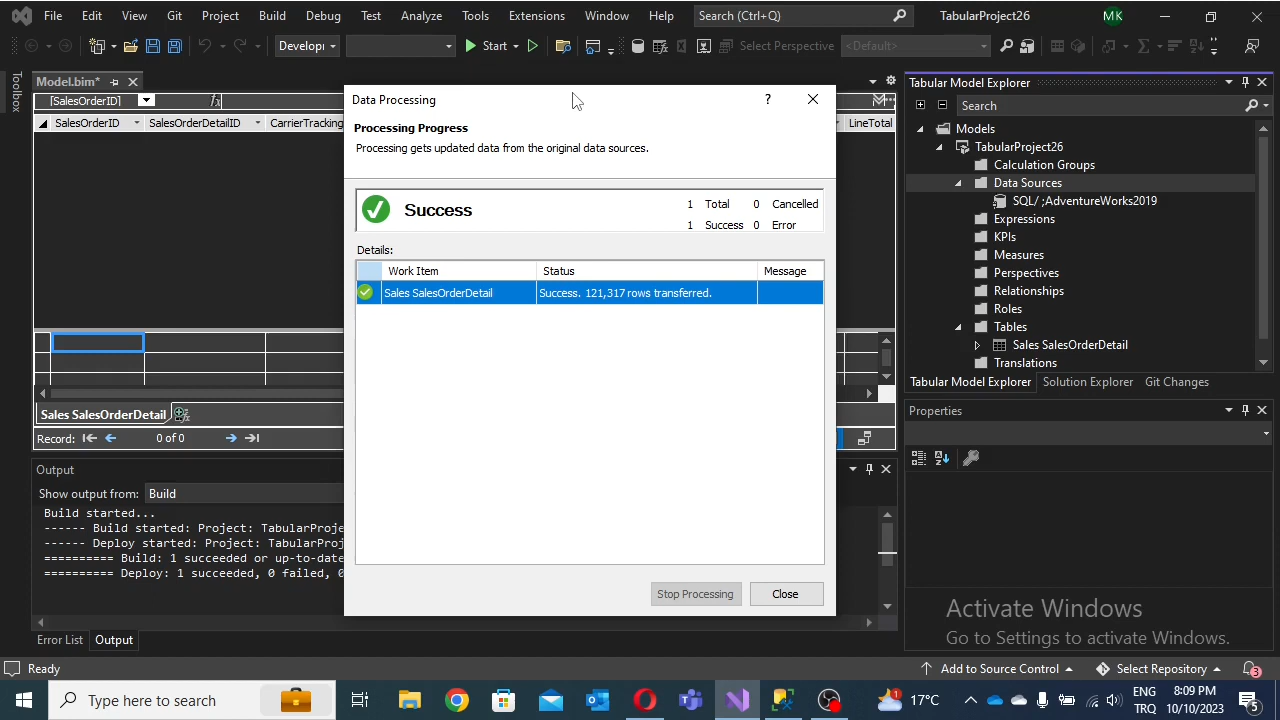 File Edit View Git Project Build Debug Test Analyze Tools Extensions Window Help Search (Ctrl+Q) TabularProject26 MK
Developr Start Select Perspective <Default>
Toolbox
Model.bim*
[SalesOrderID] fx
SalesOrderID SalesOrderDetailID CarrierTracking LineTotal
Data Processing ?
Processing Progress
Processing gets updated data from the original data sources.
Success
1 Total 0 Cancelled
1 Success 0 Error
Details:
Work Item Status Message
Sales SalesOrderDetail Success. 121,317 rows transferred.
Stop Processing Close
Sales SalesOrderDetail
Record: 0 of 0
Output
Show output from: Build
Build started...
------ Build started: Project: TabularProje
------ Deploy started: Project: TabularProj
========== Build: 1 succeeded or up-to-date
========== Deploy: 1 succeeded, 0 failed, 0
Error List Output
Tabular Model Explorer
Search
Models
TabularProject26
Calculation Groups
Data Sources
SQL/ ;AdventureWorks2019
Expressions
KPIs
Measures
Perspectives
Relationships
Roles
Tables
Sales SalesOrderDetail
Translations
Tabular Model Explorer Solution Explorer Git Changes
Properties
Activate Windows
Go to Settings to activate Windows.
Ready Add to Source Control Select Repository 3
Type here to search 1 17°C ENG 8:09 PM
TRQ 10/10/2023 5